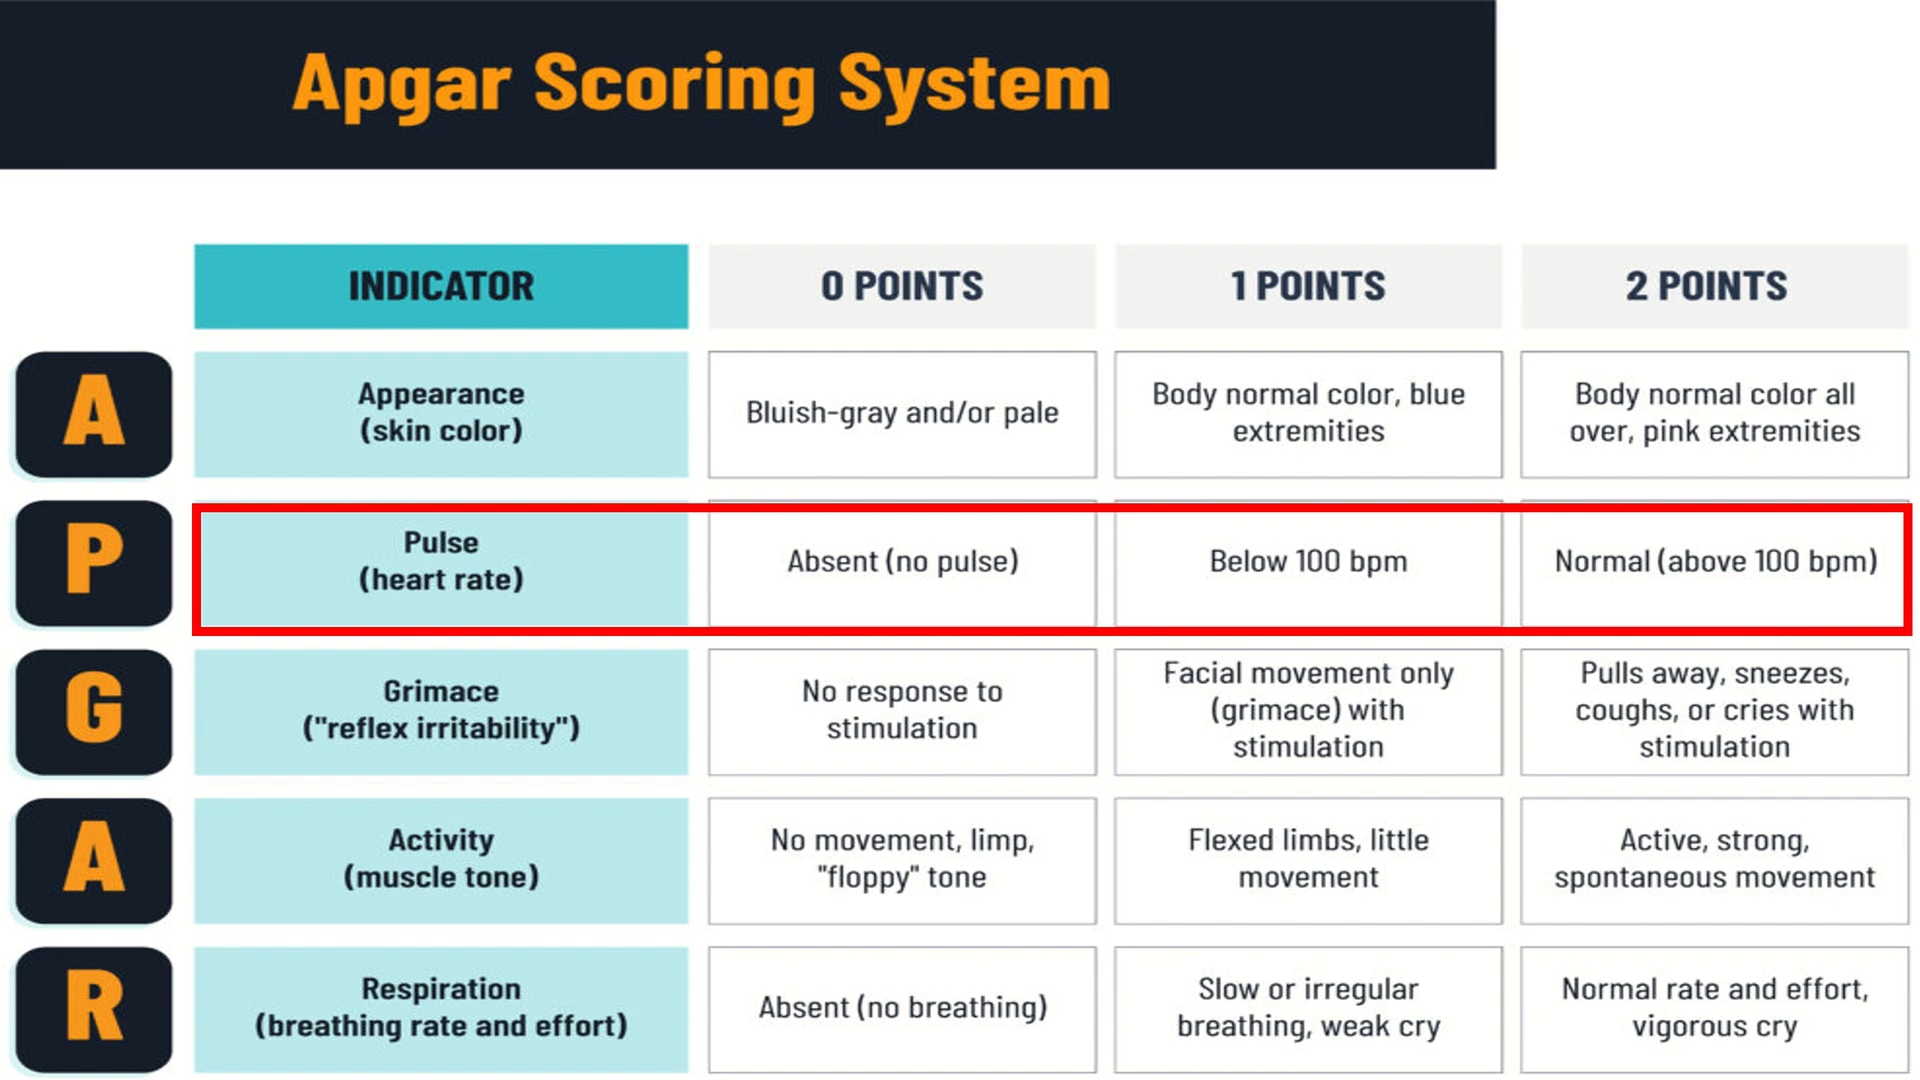 Apgar Scoring System
INDICATOR
0 POINTS
1 POINTS
2 POINTS
A
Appearance
(skin color)
Bluish-gray and/or pale
Body normal color, blue
extremities
Body normal color all
over, pink extremities
P
Pulse
(heart rate)
Absent (no pulse)
Below 100 bpm
Normal (above 100 bpm)
G
Grimace
("reflex irritability")
No response to
stimulation
Facial movement only
(grimace) with
stimulation
Pulls away, sneezes,
coughs, or cries with
stimulation
A
Activity
(muscle tone)
No movement, limp,
"floppy" tone
Flexed limbs, little
movement
Active, strong,
spontaneous movement
R
Respiration
(breathing rate and effort)
Absent (no breathing)
Slow or irregular
breathing, weak cry
Normal rate and effort,
vigorous cry